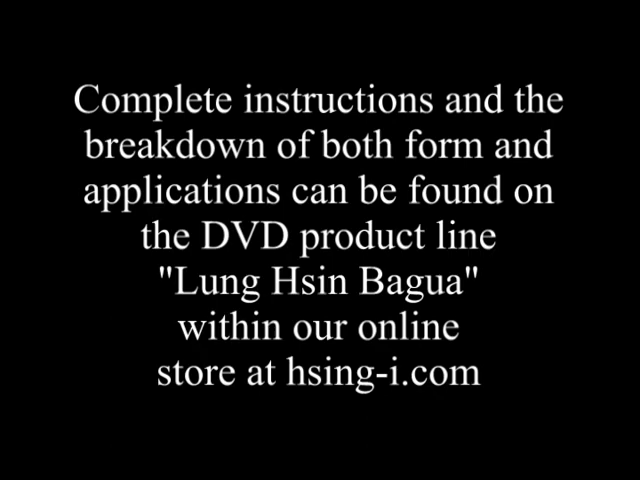 Complete instructions and the
breakdown of both form and
applications can be found on
the DVD product line
"Lung Hsin Bagua"
within our online
store at hsing-i.com